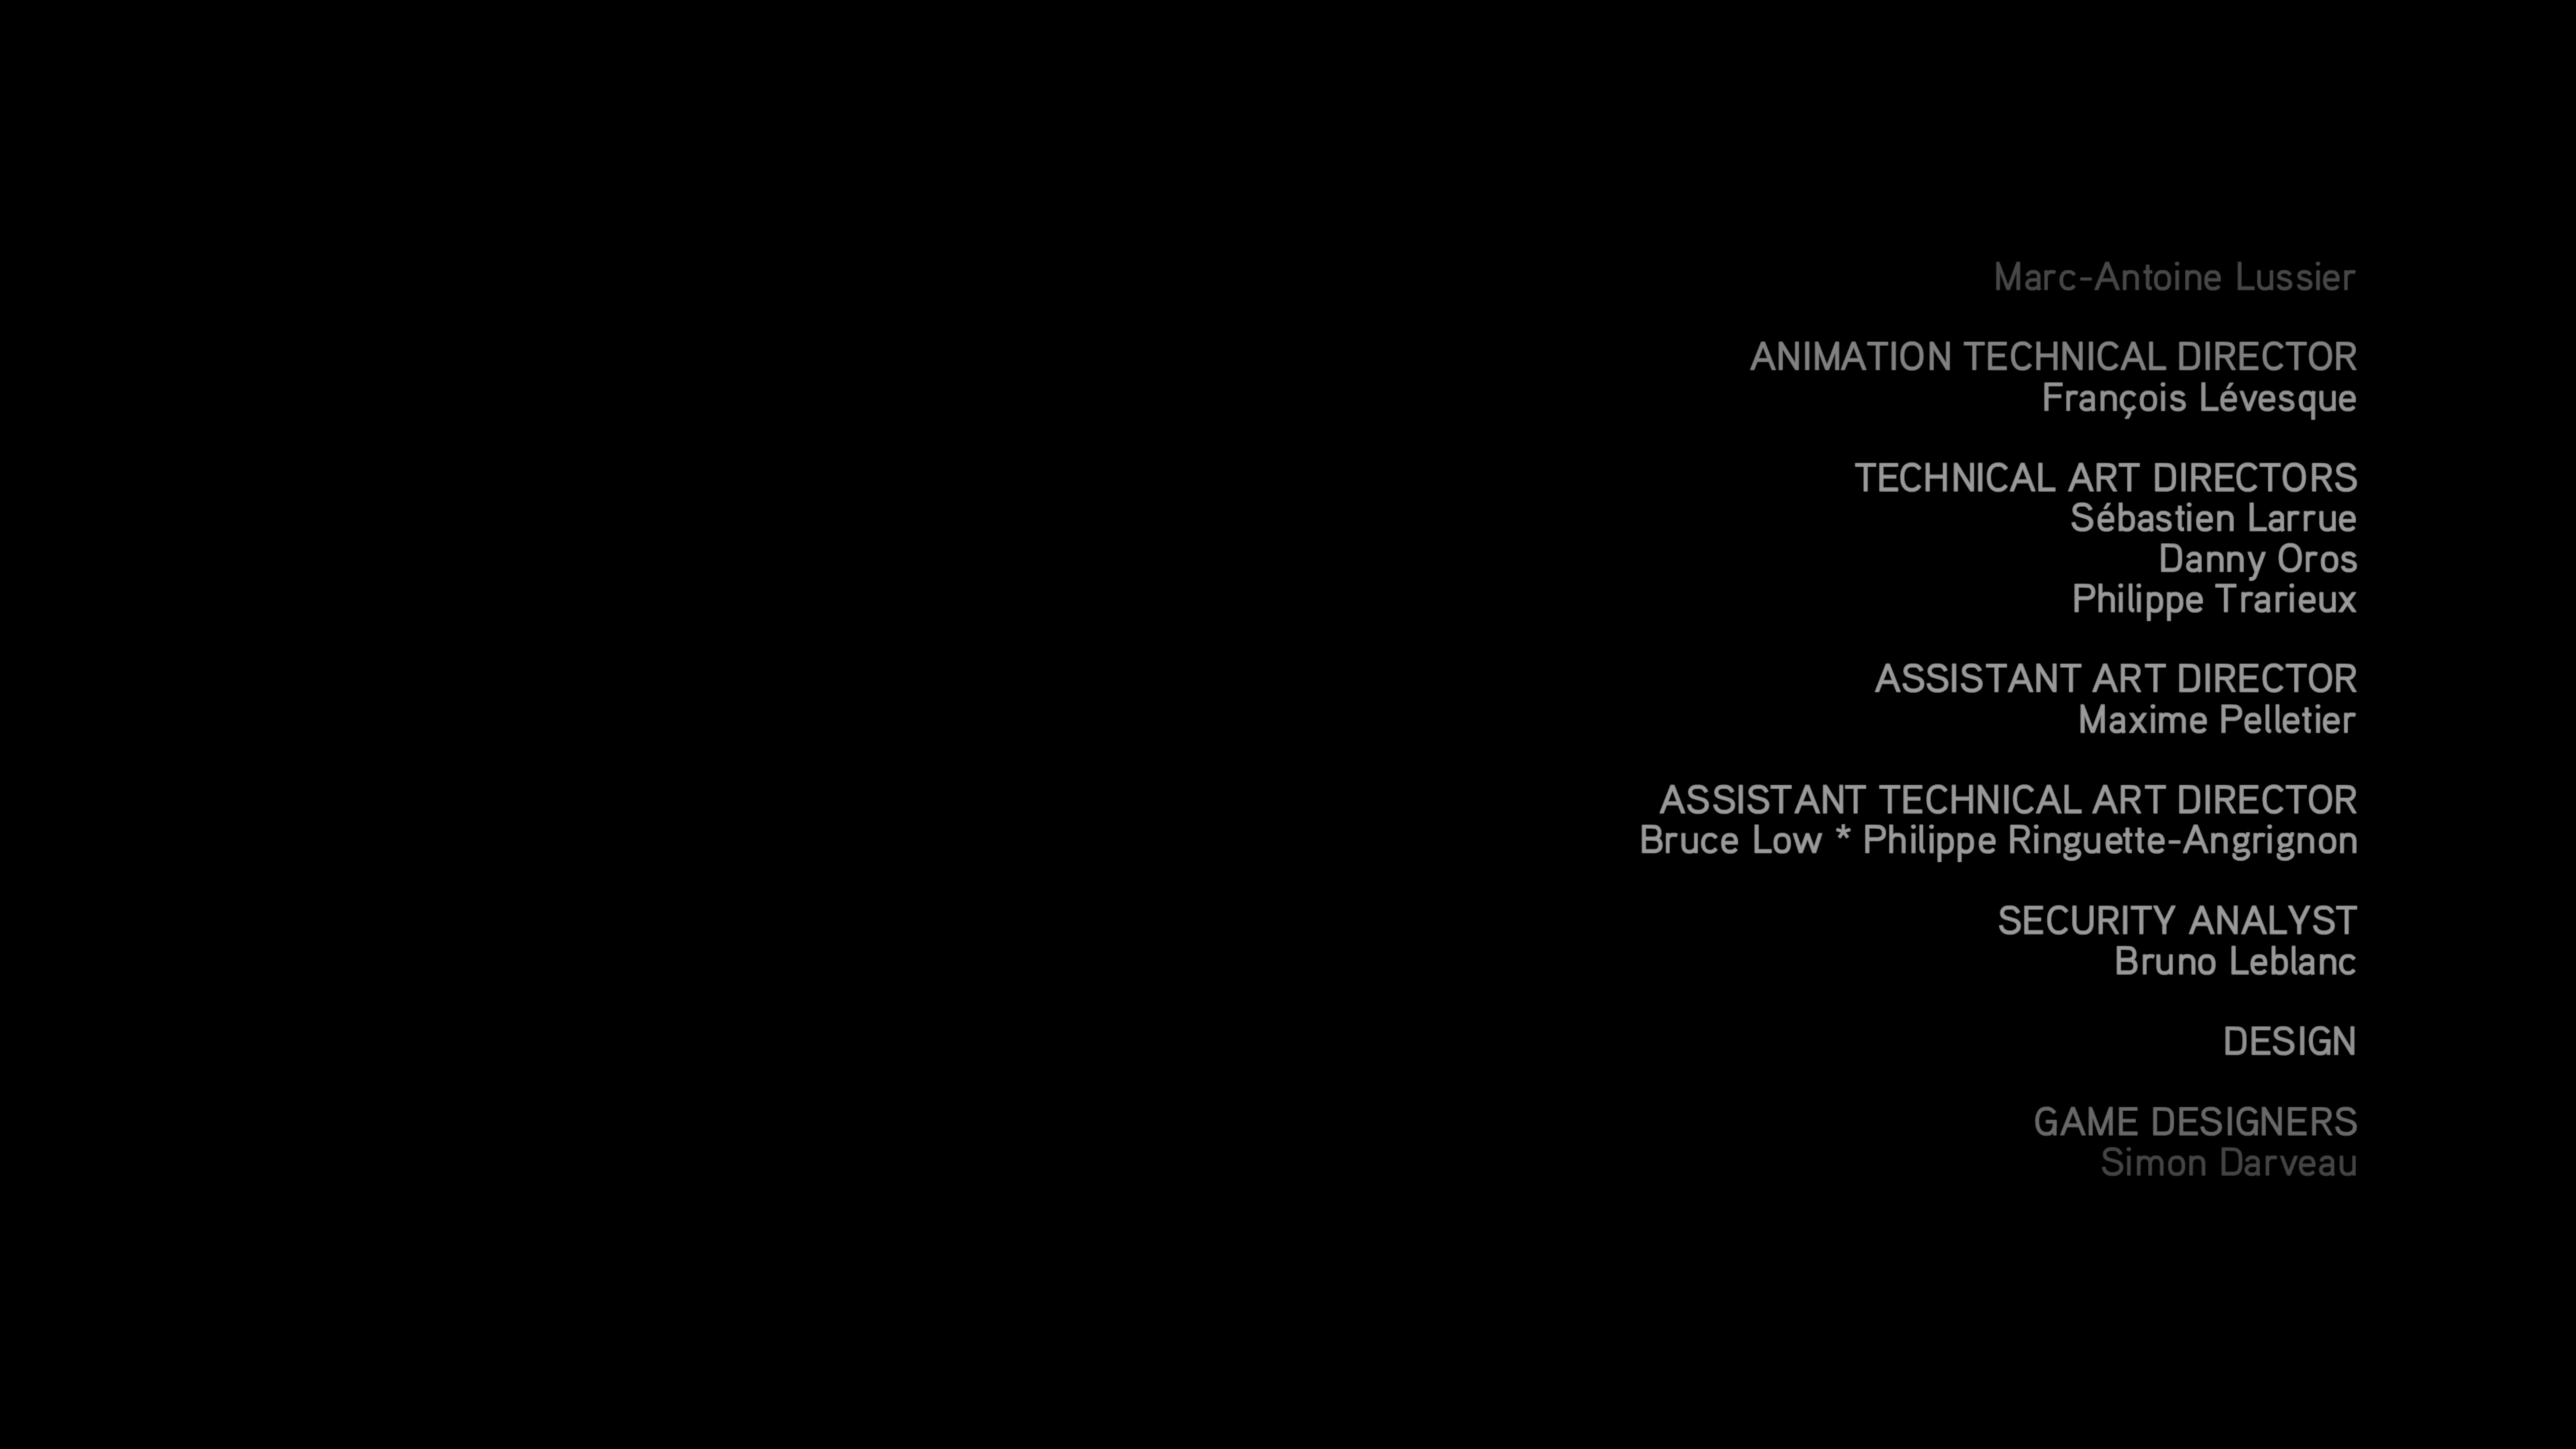 Marc-Antoine Lussier
ANIMATION TECHNICAL DIRECTOR
François Lévesque
TECHNICAL ART DIRECTORS
Sébastien Larrue
Danny Oros
Philippe Trarieux
ASSISTANT ART DIRECTOR
Maxime Pelletier
ASSISTANT TECHNICAL ART DIRECTOR
Bruce Low * Philippe Ringuette-Angrignon
SECURITY ANALYST
Bruno Leblanc
DESIGN
GAME DESIGNERS
Simon Darveau